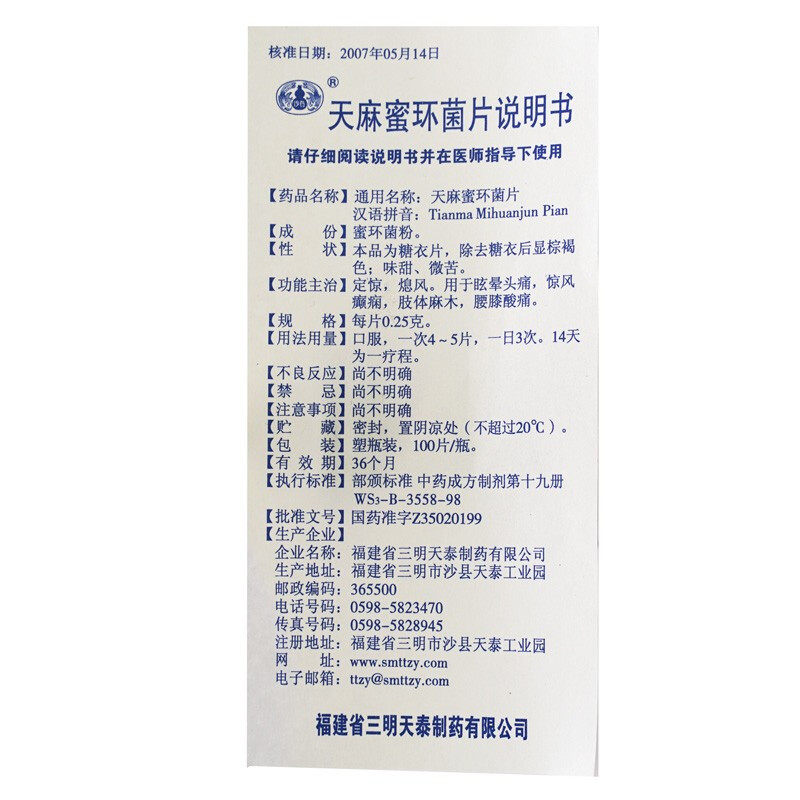 核准日期：2007年05月14日
®
天麻蜜环菌片说明书
请仔细阅读说明书并在医师指导下使用
【药品名称】通用名称：天麻蜜环菌片
汉语拼音：Tianma Mihuanjun Pian
【成　　份】蜜环菌粉。
【性　　状】本品为糖衣片，除去糖衣后显棕褐
色；味甜、微苦。
【功能主治】定惊，熄风。用于眩晕头痛，惊风
癫痫，肢体麻木，腰膝酸痛。
【规　　格】每片0.25克。
【用法用量】口服，一次4～5片，一日3次。14天
为一疗程。
【不良反应】尚不明确
【禁　　忌】尚不明确
【注意事项】尚不明确
【贮　　藏】密封，置阴凉处（不超过20℃）。
【包　　装】塑瓶装，100片/瓶。
【有 效 期】36个月
【执行标准】部颁标准 中药成方制剂第十九册
WS3-B-3558-98
【批准文号】国药准字Z35020199
【生产企业】
企业名称：福建省三明天泰制药有限公司
生产地址：福建省三明市沙县天泰工业园
邮政编码：365500
电话号码：0598-5823470
传真号码：0598-5828945
注册地址：福建省三明市沙县天泰工业园
网　　址：www.smttzy.com
电子邮箱：ttzy@smttzy.com
福建省三明天泰制药有限公司